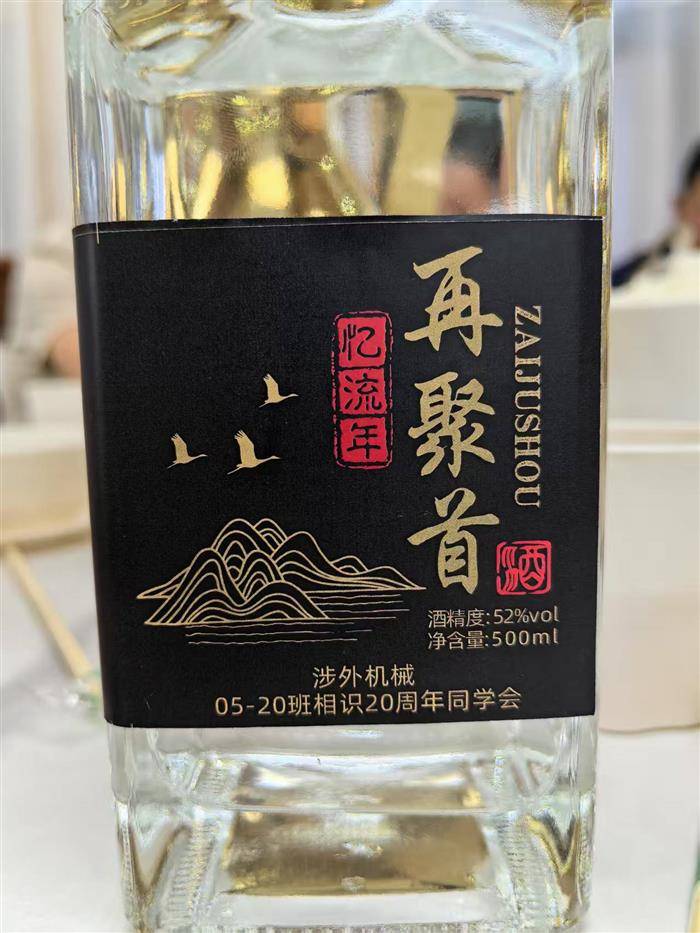 再聚首
ZAIJUSHOU
忆流年
酒
酒精度:52%vol
净含量:500ml
涉外机械
05-20班相识20周年同学会